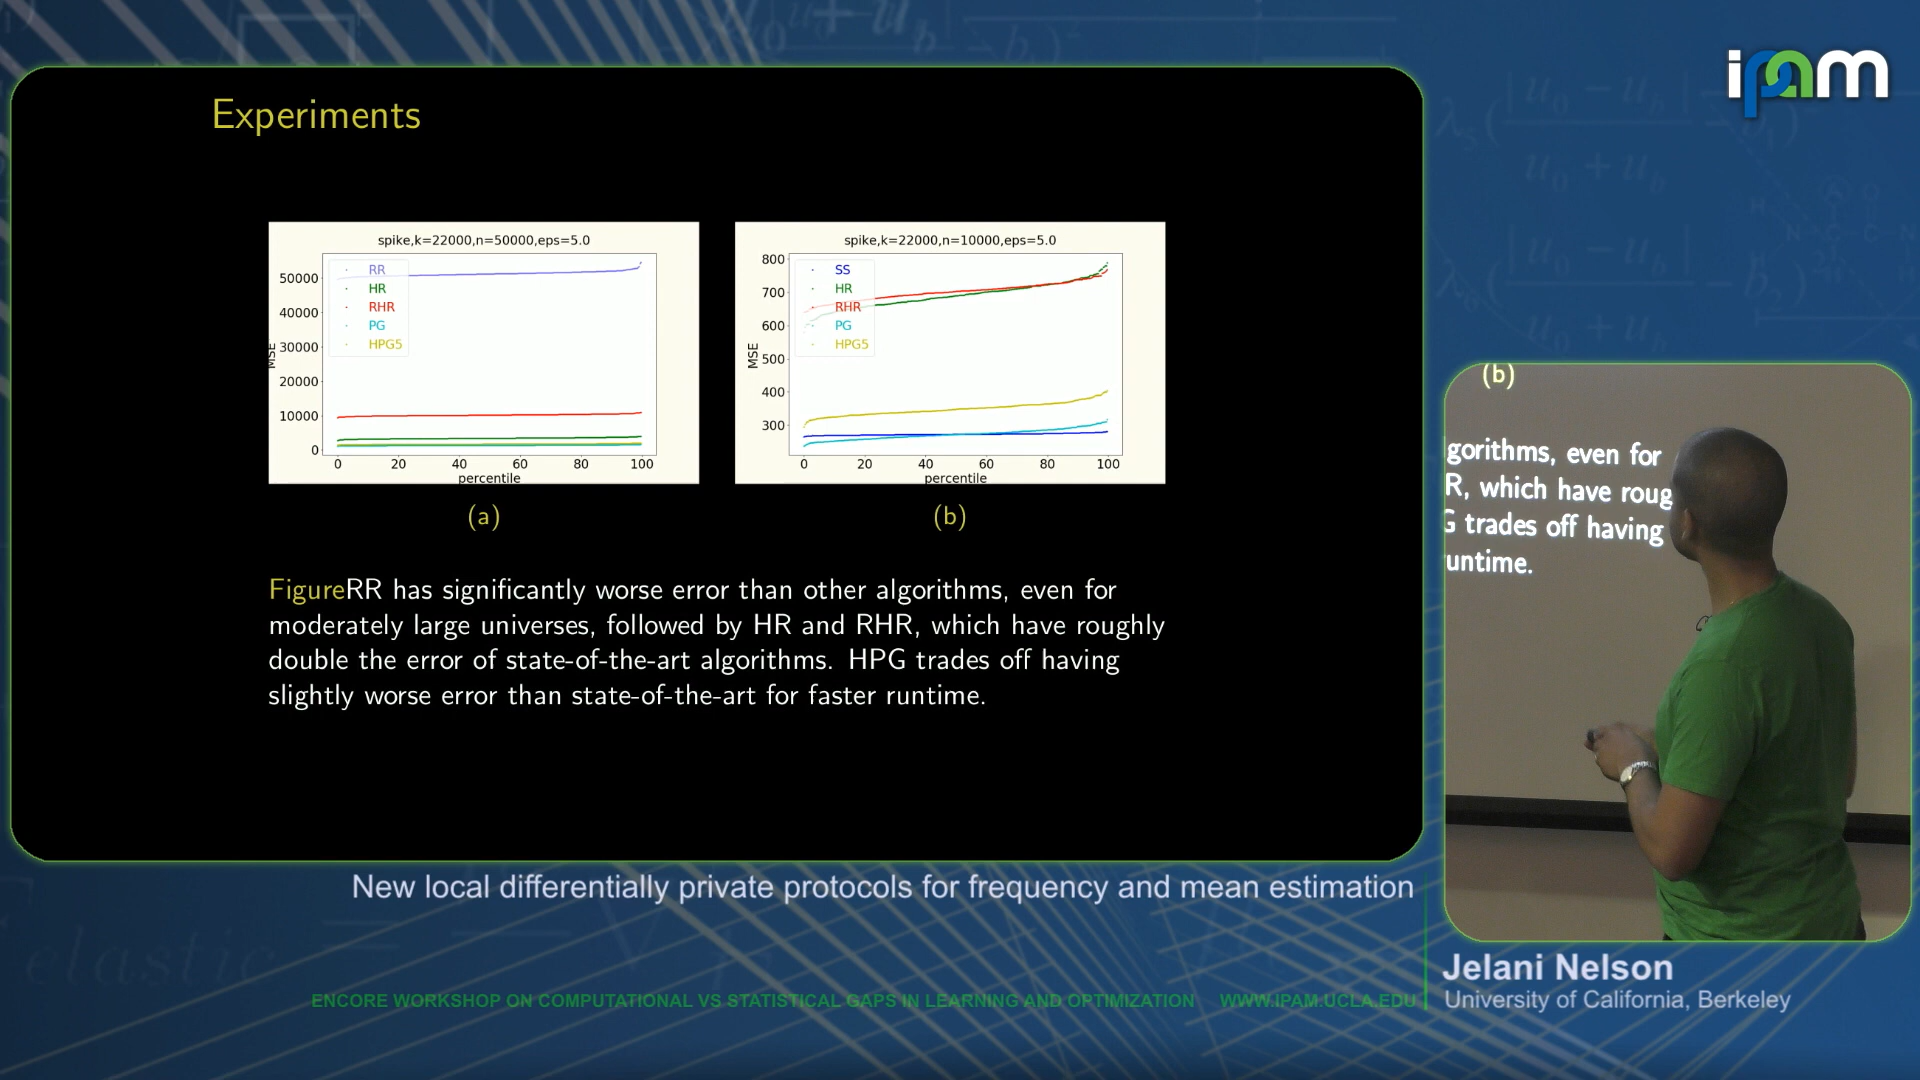 ipam
Experiments
spike,k=22000,n=50000,eps=5.0
RR
HR
RHR
PG
HPG5
50000
40000
30000
20000
10000
0
MSE
0 20 40 60 80 100
percentile
(a)
spike,k=22000,n=10000,eps=5.0
SS
HR
RHR
PG
HPG5
800
700
600
500
400
300
MSE
0 20 40 60 80 100
percentile
(b)
FigureRR has significantly worse error than other algorithms, even for
moderately large universes, followed by HR and RHR, which have roughly
double the error of state-of-the-art algorithms. HPG trades off having
slightly worse error than state-of-the-art for faster runtime.
(b)
gorithms, even for
R, which have roug
G trades off having
untime.
New local differentially private protocols for frequency and mean estimation
Jelani Nelson
University of California, Berkeley
ENCORE WORKSHOP ON COMPUTATIONAL VS STATISTICAL GAPS IN LEARNING AND OPTIMIZATION WWW.IPAM.UCLA.EDU
elastic